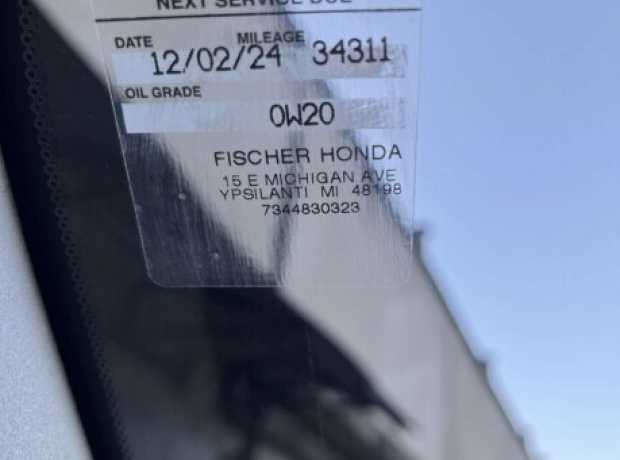 NEXT SERVICE DUE
DATE MILEAGE
12/02/24 34311
OIL GRADE
0W20
FISCHER HONDA
15 E MICHIGAN AVE
YPSILANTI MI 48198
7344830323